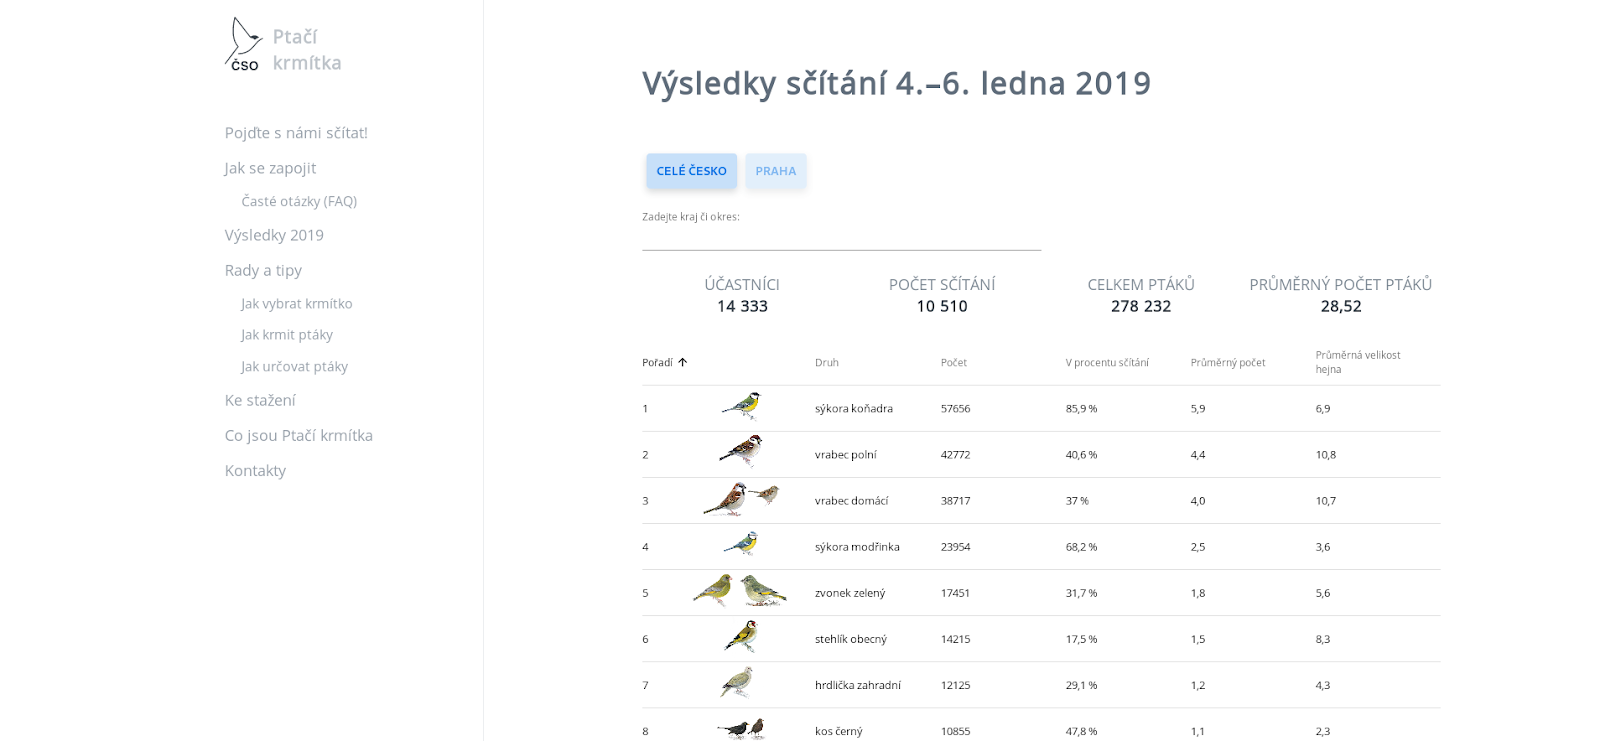 ČSO
Ptačí
krmítka
Pojďte s námi sčítat!
Jak se zapojit
Časté otázky (FAQ)
Výsledky 2019
Rady a tipy
Jak vybrat krmítko
Jak krmit ptáky
Jak určovat ptáky
Ke stažení
Co jsou Ptačí krmítka
Kontakty
Výsledky sčítání 4.–6. ledna 2019
CELÉ ČESKO PRAHA
Zadejte kraj či okres:
ÚČASTNÍCI POČET SČÍTÁNÍ CELKEM PTÁKŮ PRŮMĚRNÝ POČET PTÁKŮ
14 333 10 510 278 232 28,52
Pořadí Druh Počet V procentu sčítání Průměrný počet Průměrná velikost
hejna
1 sýkora koňadra 57656 85,9 % 5,9 6,9
2 vrabec polní 42772 40,6 % 4,4 10,8
3 vrabec domácí 38717 37 % 4,0 10,7
4 sýkora modřinka 23954 68,2 % 2,5 3,6
5 zvonek zelený 17451 31,7 % 1,8 5,6
6 stehlík obecný 14215 17,5 % 1,5 8,3
7 hrdlička zahradní 12125 29,1 % 1,2 4,3
8 kos černý 10855 47,8 % 1,1 2,3